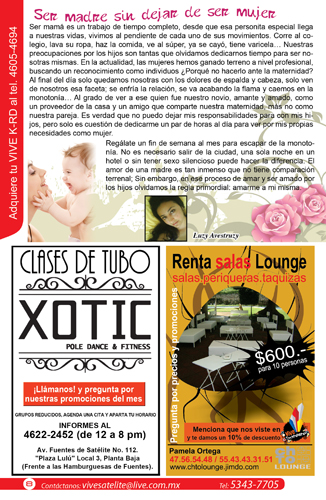 Ser madre sin dejar de ser mujer
Ser mamá es un trabajo de tiempo completo, desde que esa personita especial llega
a nuestras vidas, vivimos al pendiente de cada uno de sus movimientos. Corre al co-
legio, lava su ropa, haz la comida, ve al súper, ya se cayó, tiene varicela… Nuestras
preocupaciones por los hijos son tantas que olvidamos dedicarnos tiempo para no-
sotras mismas. En la actualidad, las mujeres hemos ganado terreno a nivel profesional,
buscando un reconocimiento como individuos ¿Porqué no hacerlo ante la maternidad?
Al final del día solo quedamos nosotras con los dolores de espalda y cabeza, solo ven
de nosotras esa faceta; se enfría la relación, se va acabando la flama y caemos en la
monotonía… Al grado de ver a ese quien fue nuestro novio, amante y amado, como
un proveedor de la casa y un amigo que comparte nuestra maternidad, más no como
nuestra pareja. Es verdad que no puedo dejar mis responsabilidades para con mis hi-
jos, pero solo es cuestión de dedicarme un par de horas al día para ver por mis propias
necesidades como mujer.
Regálate un fin de semana al mes para escapar de la monoto-
nía. No es necesario salir de la ciudad, una sola noche en un
hotel o sin tener sexo silencioso puede hacer la diferencia. El
amor de una madre es tan inmenso que no tiene comparación
terrenal; Sin embargo, en ese proceso de amar y ser amado por
los hijos olvidamos la regla primordial: amarme a mi misma.
Luzy Avestruzy
Adquiere tu VIVE K-RD al tel. 4605-4694
CLASES DE TUBO
XOTIC
POLE DANCE & FITNESS
¡Llámanos! y pregunta por
nuestras promociones del mes
GRUPOS REDUCIDOS, AGENDA UNA CITA Y APARTA TU HORARIO
INFORMES AL
4622-2452 (de 12 a 8 pm)
Av. Fuentes de Satélite No. 112.
"Plaza Lulú" Local 3, Planta Baja
(Frente a las Hamburguesas de Fuentes).
Renta salas Lounge
salas.periqueras.taquizas
Pregunta por precios y promociones
$600.-
para 10 personas
Menciona que nos viste en
y te damos un 10% de descuento
Pamela Ortega
47.56.54.48 / 55.43.43.31.51
www.chtolounge.jimdo.com
LOUNGE
8
Contáctanos: vivesatelite@live.com.mx
Tel: 5343-7705